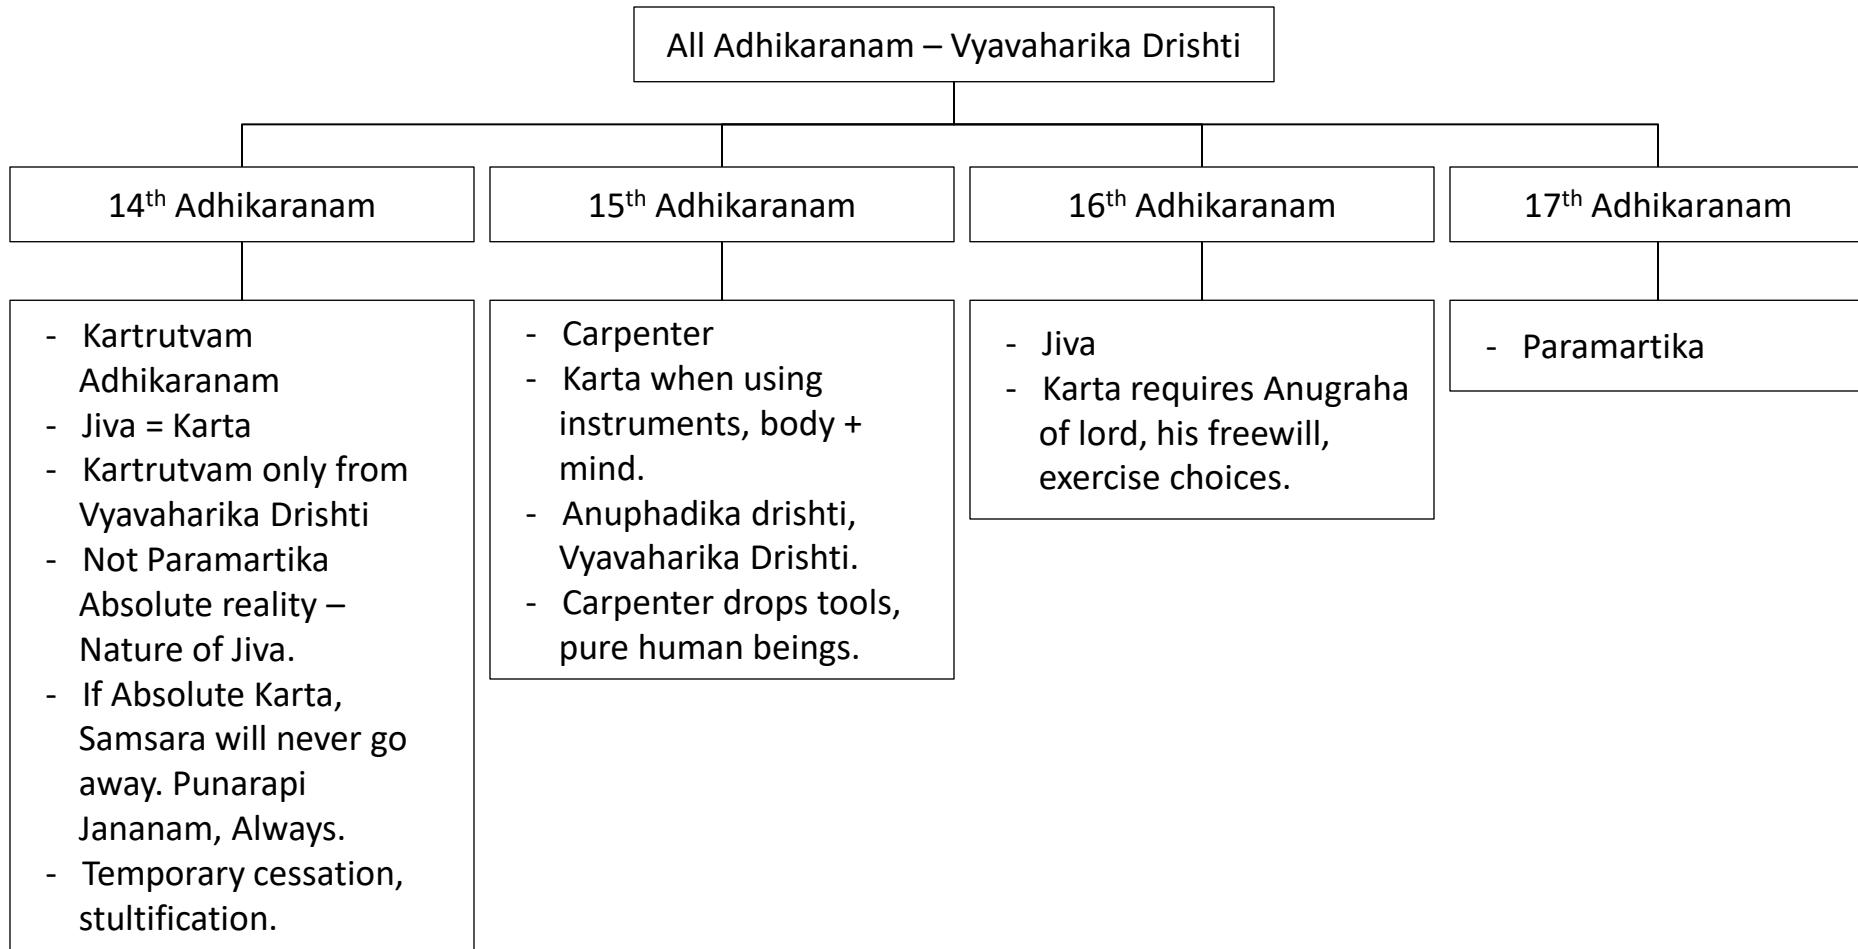 All Adhikaranam – Vyavaharika Drishti
14th Adhikaranam
15th Adhikaranam
16th Adhikaranam
17th Adhikaranam
- Kartrutvam
Adhikaranam
- Jiva = Karta
- Kartrutvam only from
Vyavaharika Drishti
- Not Paramartika
Absolute reality –
Nature of Jiva.
- If Absolute Karta,
Samsara will never go
away. Punarapi
Jananam, Always.
- Temporary cessation,
stultification.
- Carpenter
- Karta when using
instruments, body +
mind.
- Anuphadika drishti,
Vyavaharika Drishti.
- Carpenter drops tools,
pure human beings.
- Jiva
- Karta requires Anugraha
of lord, his freewill,
exercise choices.
- Paramartika